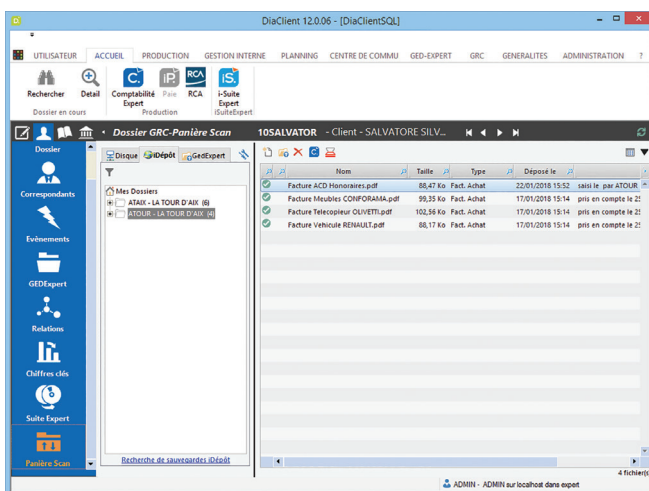 DiaClient 12.0.06 - [DiaClientSQL]
UTILISATEUR ACCUEIL PRODUCTION GESTION INTERNE PLANNING CENTRE DE COMMU GED-EXPERT GRC GENERALITES ADMINISTRATION ?
Rechercher Detail Comptabilité Expert Paie RCA i-Suite Expert
Dossier en cours Production iSuiteExpert
Dossier GRC-Panière Scan 10SALVATOR - Client - SALVATORE SILV...
Dossier
Correspondants
Evènements
GEDExpert
Relations
Chiffres clés
Suite Expert
Panière Scan
Disque iDépôt GedExpert
Mes Dossiers
ATAIX - LA TOUR D'AIX (6)
ATOUR - LA TOUR D'AIX (4)
Recherche de sauvegardes iDépôt
Nom Taille Type Déposé le
Facture ACD Honoraires.pdf 88,47 Ko Fact. Achat 22/01/2018 15:52 saisi le par ATOUR
Facture Meubles CONFORAMA.pdf 99,35 Ko Fact. Achat 17/01/2018 15:14 pris en compte le 25
Facture Telecopieur OLIVETTI.pdf 102,56 Ko Fact. Achat 17/01/2018 15:14 pris en compte le 25
Facture Vehicule RENAULT.pdf 88,17 Ko Fact. Achat 17/01/2018 15:14 pris en compte le 25
4 fichier(s
ADMIN - ADMIN sur localhost dans expert